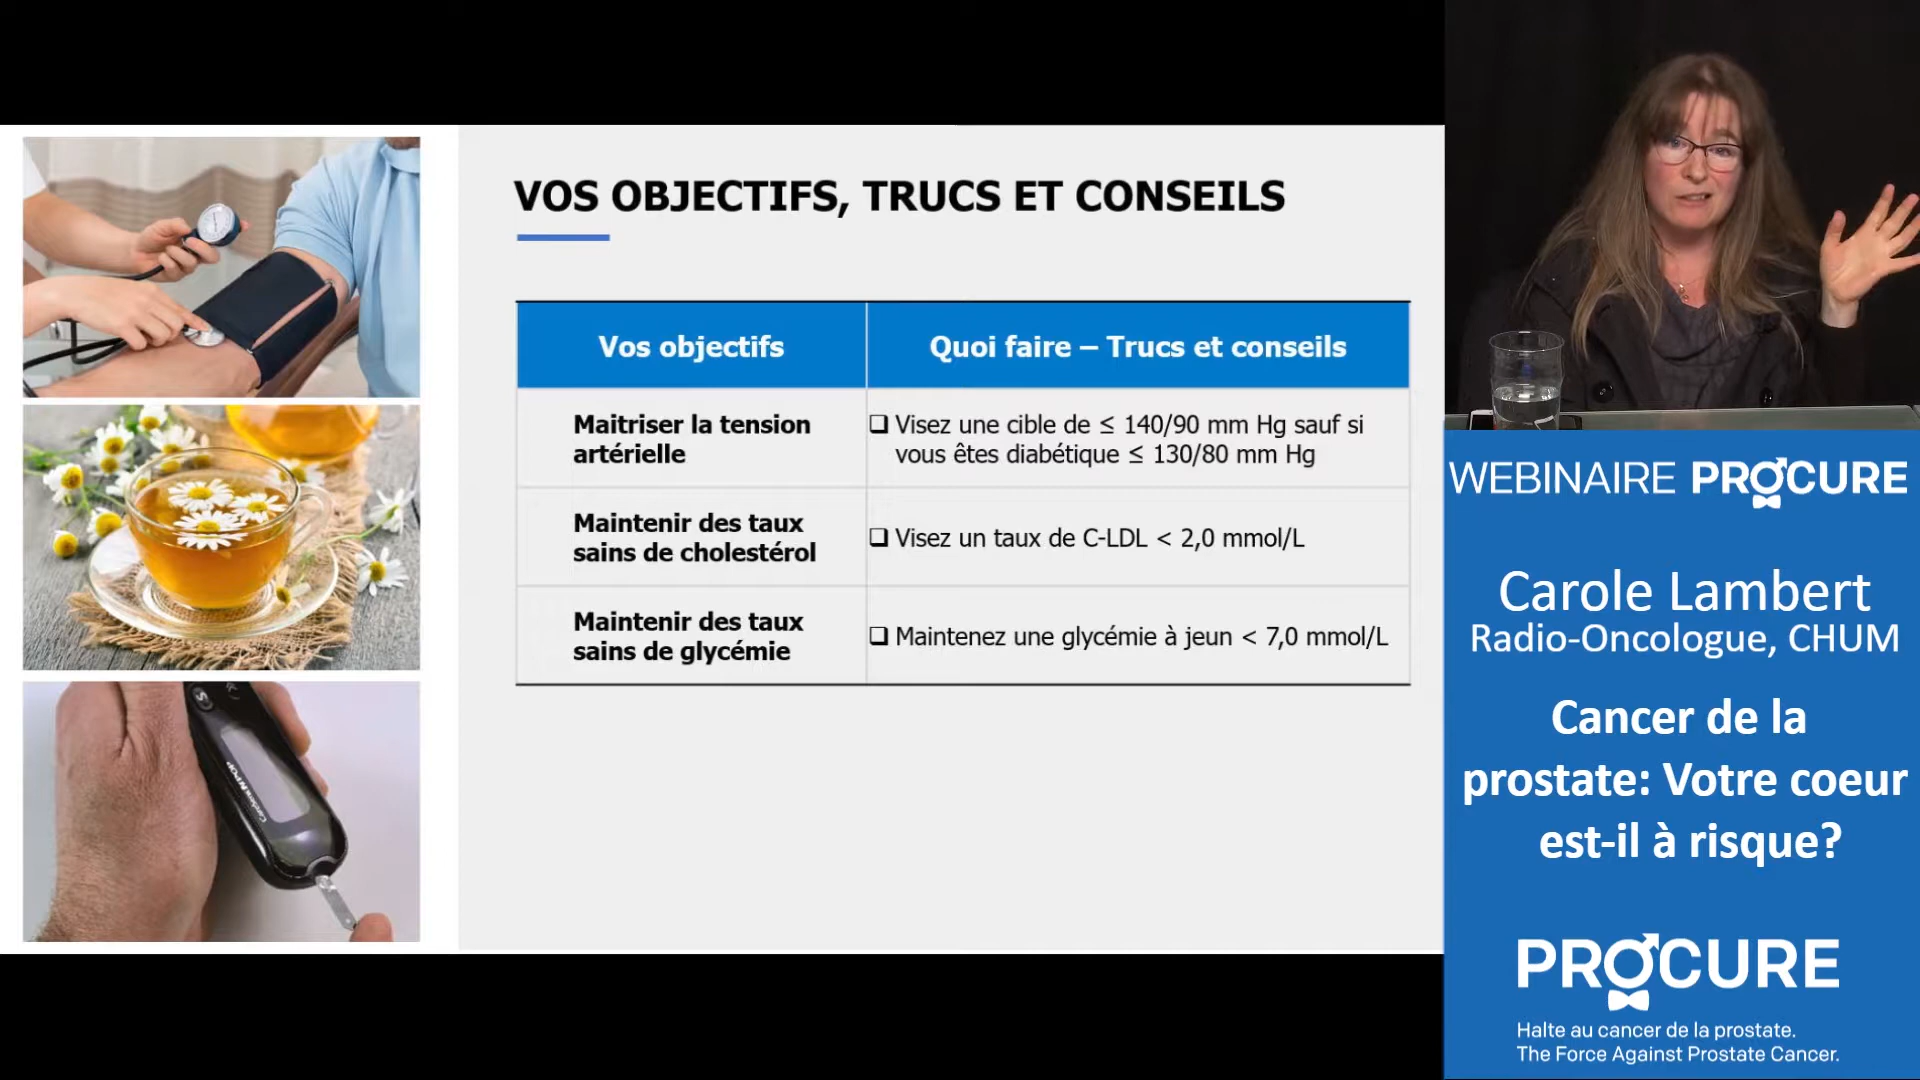 VOS OBJECTIFS, TRUCS ET CONSEILS
Vos objectifs
Quoi faire – Trucs et conseils
Maitriser la tension
artérielle
❑ Visez une cible de ≤ 140/90 mm Hg sauf si
vous êtes diabétique ≤ 130/80 mm Hg
Maintenir des taux
sains de cholestérol
❑ Visez un taux de C-LDL < 2,0 mmol/L
Maintenir des taux
sains de glycémie
❑ Maintenez une glycémie à jeun < 7,0 mmol/L
WEBINAIRE PROCURE
Carole Lambert
Radio-Oncologue, CHUM
Cancer de la
prostate: Votre coeur
est-il à risque?
PROCURE
Halte au cancer de la prostate.
The Force Against Prostate Cancer.